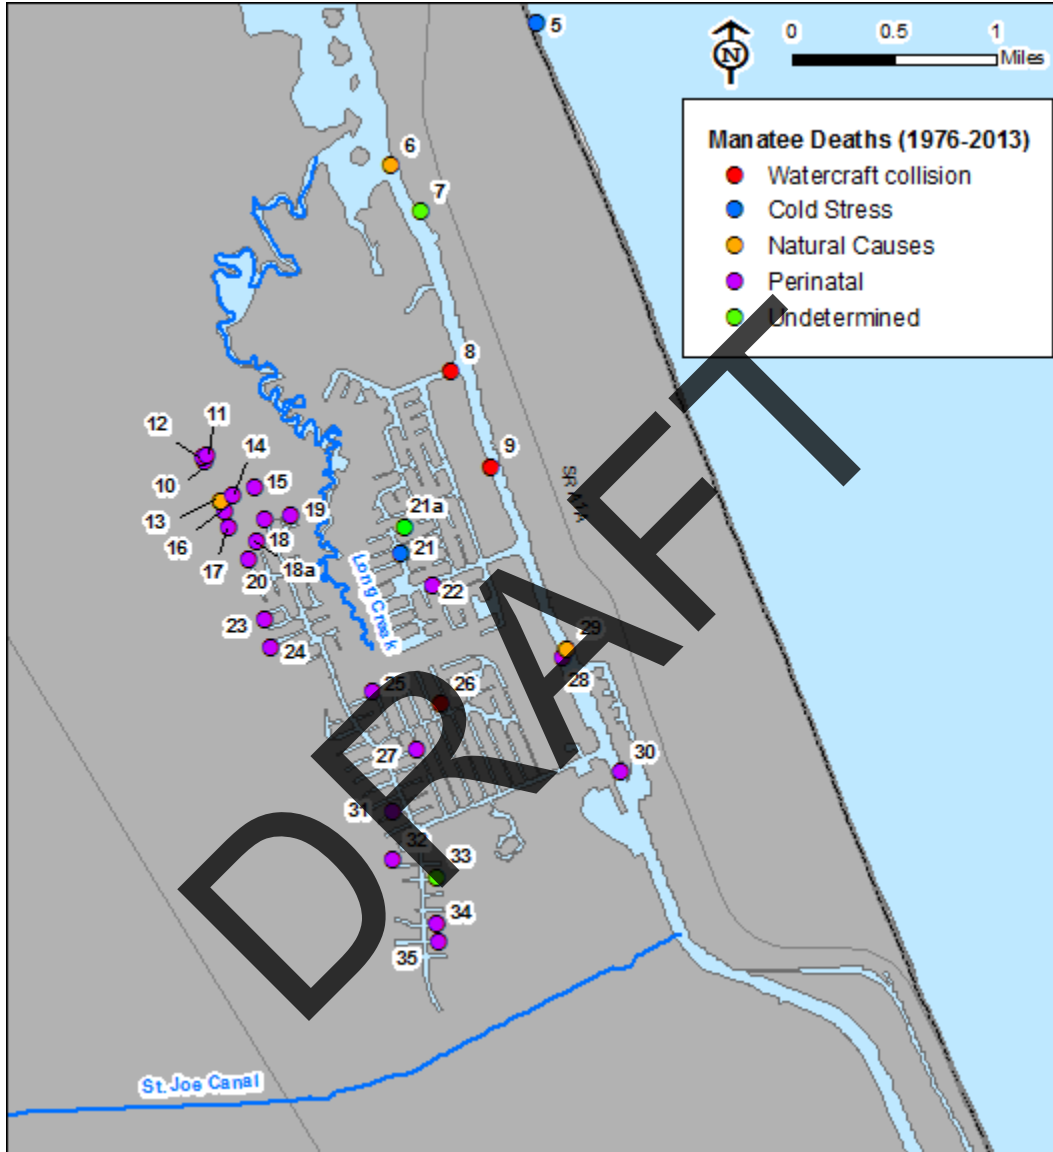 5
N
0 0.5 1
Miles
Manatee Deaths (1976-2013)
Watercraft collision
Cold Stress
Natural Causes
Perinatal
Undetermined
6
7
8
9
SR A1A
12
11
10
14
15
13
16
17
18
19
18a
20
21a
21
22
Long Creek
23
24
25
26
27
29
28
30
31
32
33
34
35
St. Joe Canal
DRAFT